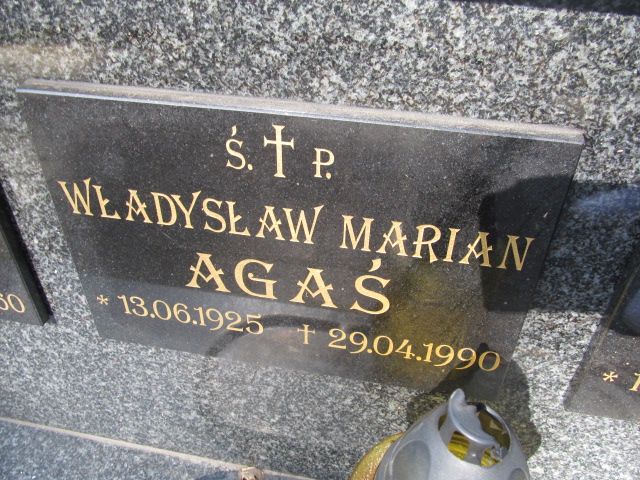 Ś. † P.
WŁADYSŁAW MARIAN
AGAŚ
* 13.06.1925 † 29.04.1990